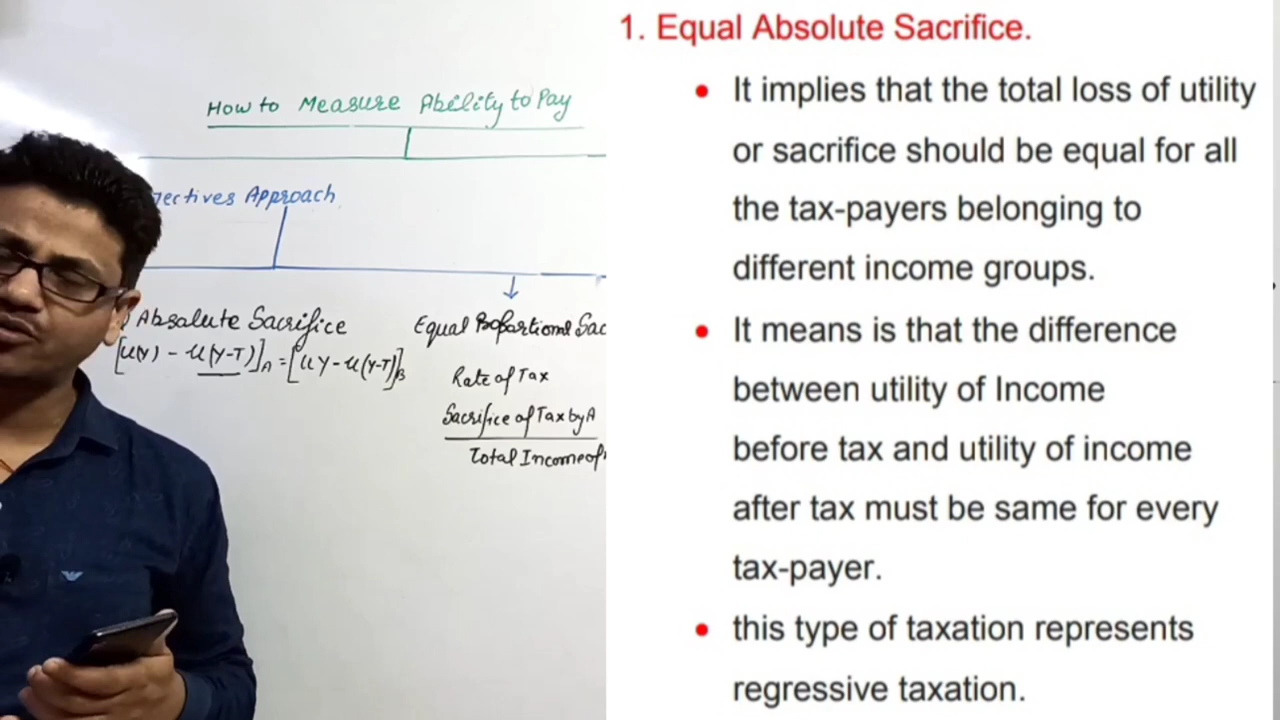 How to Measure Ability to Pay
jectives Approach
Absolute Sacrifice
[U(Y) - U(Y-T)]A = [UY - U(Y-T)]B
Equal Propartional Sac
Rate of Tax
Sacrifice of Tax by A
Total Income of
1. Equal Absolute Sacrifice.
• It implies that the total loss of utility
or sacrifice should be equal for all
the tax-payers belonging to
different income groups.
• It means is that the difference
between utility of Income
before tax and utility of income
after tax must be same for every
tax-payer.
• this type of taxation represents
regressive taxation.